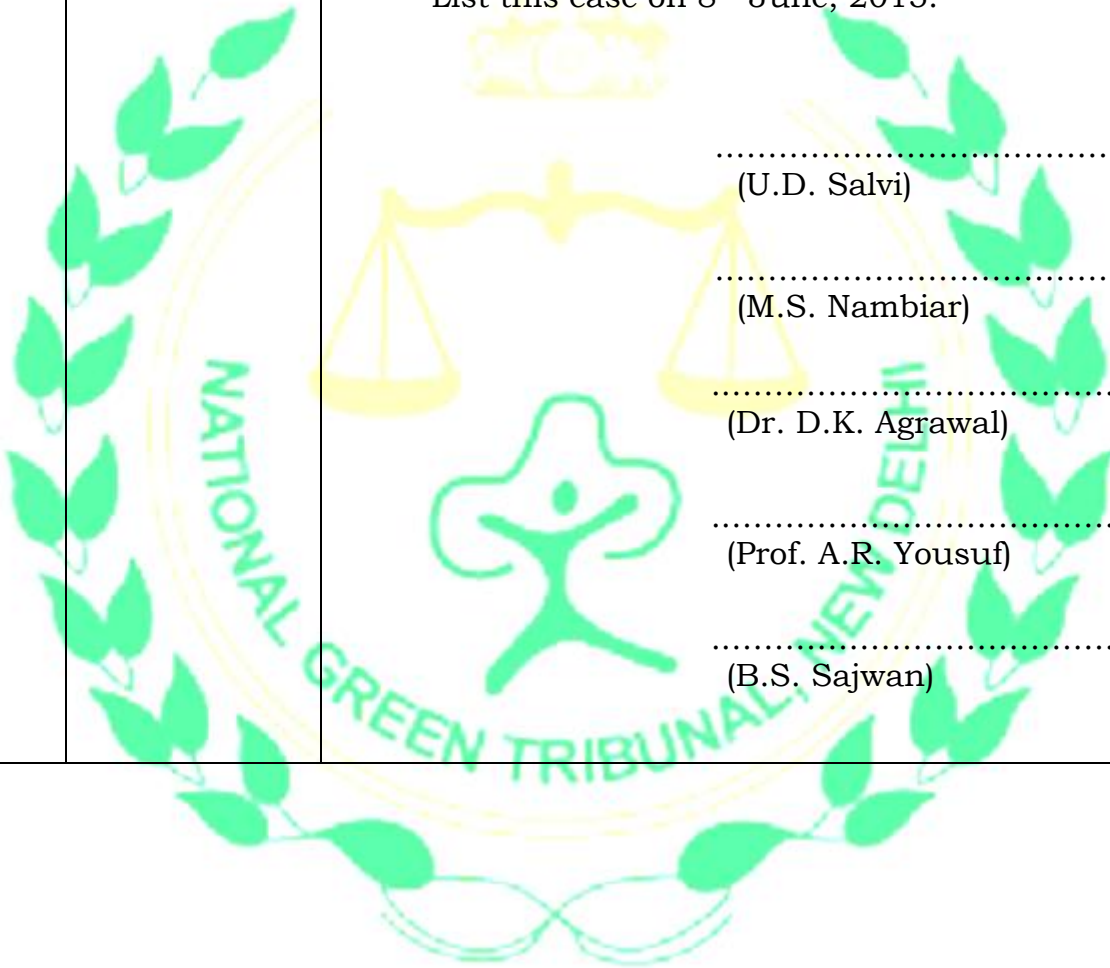 List this case on 8 June, 2015.
……………………………….
(U.D. Salvi)
……………………………….
(M.S. Nambiar)
……………………………….
(Dr. D.K. Agrawal)
……………………………….
(Prof. A.R. Yousuf)
……………………………….
(B.S. Sajwan)
NATIONAL GREEN TRIBUNAL, NEW DELHI